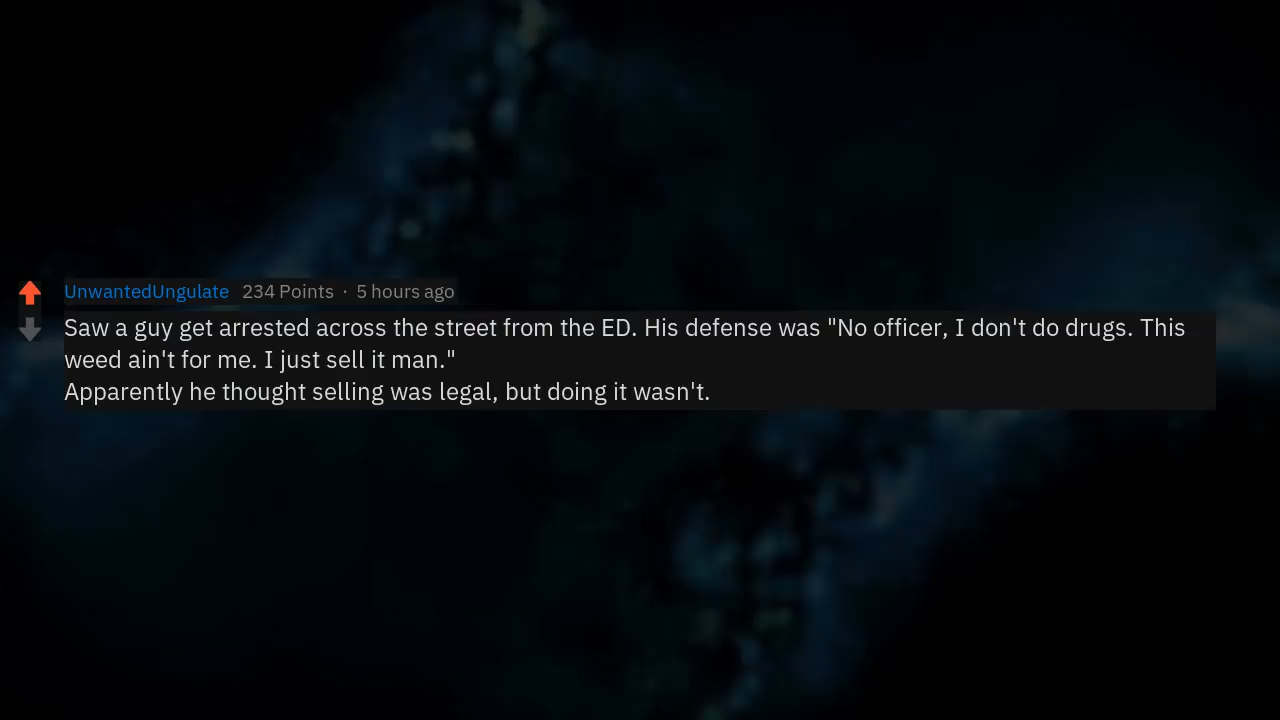 UnwantedUngulate 234 Points · 5 hours ago
Saw a guy get arrested across the street from the ED. His defense was "No officer, I don't do drugs. This
weed ain't for me. I just sell it man."
Apparently he thought selling was legal, but doing it wasn't.